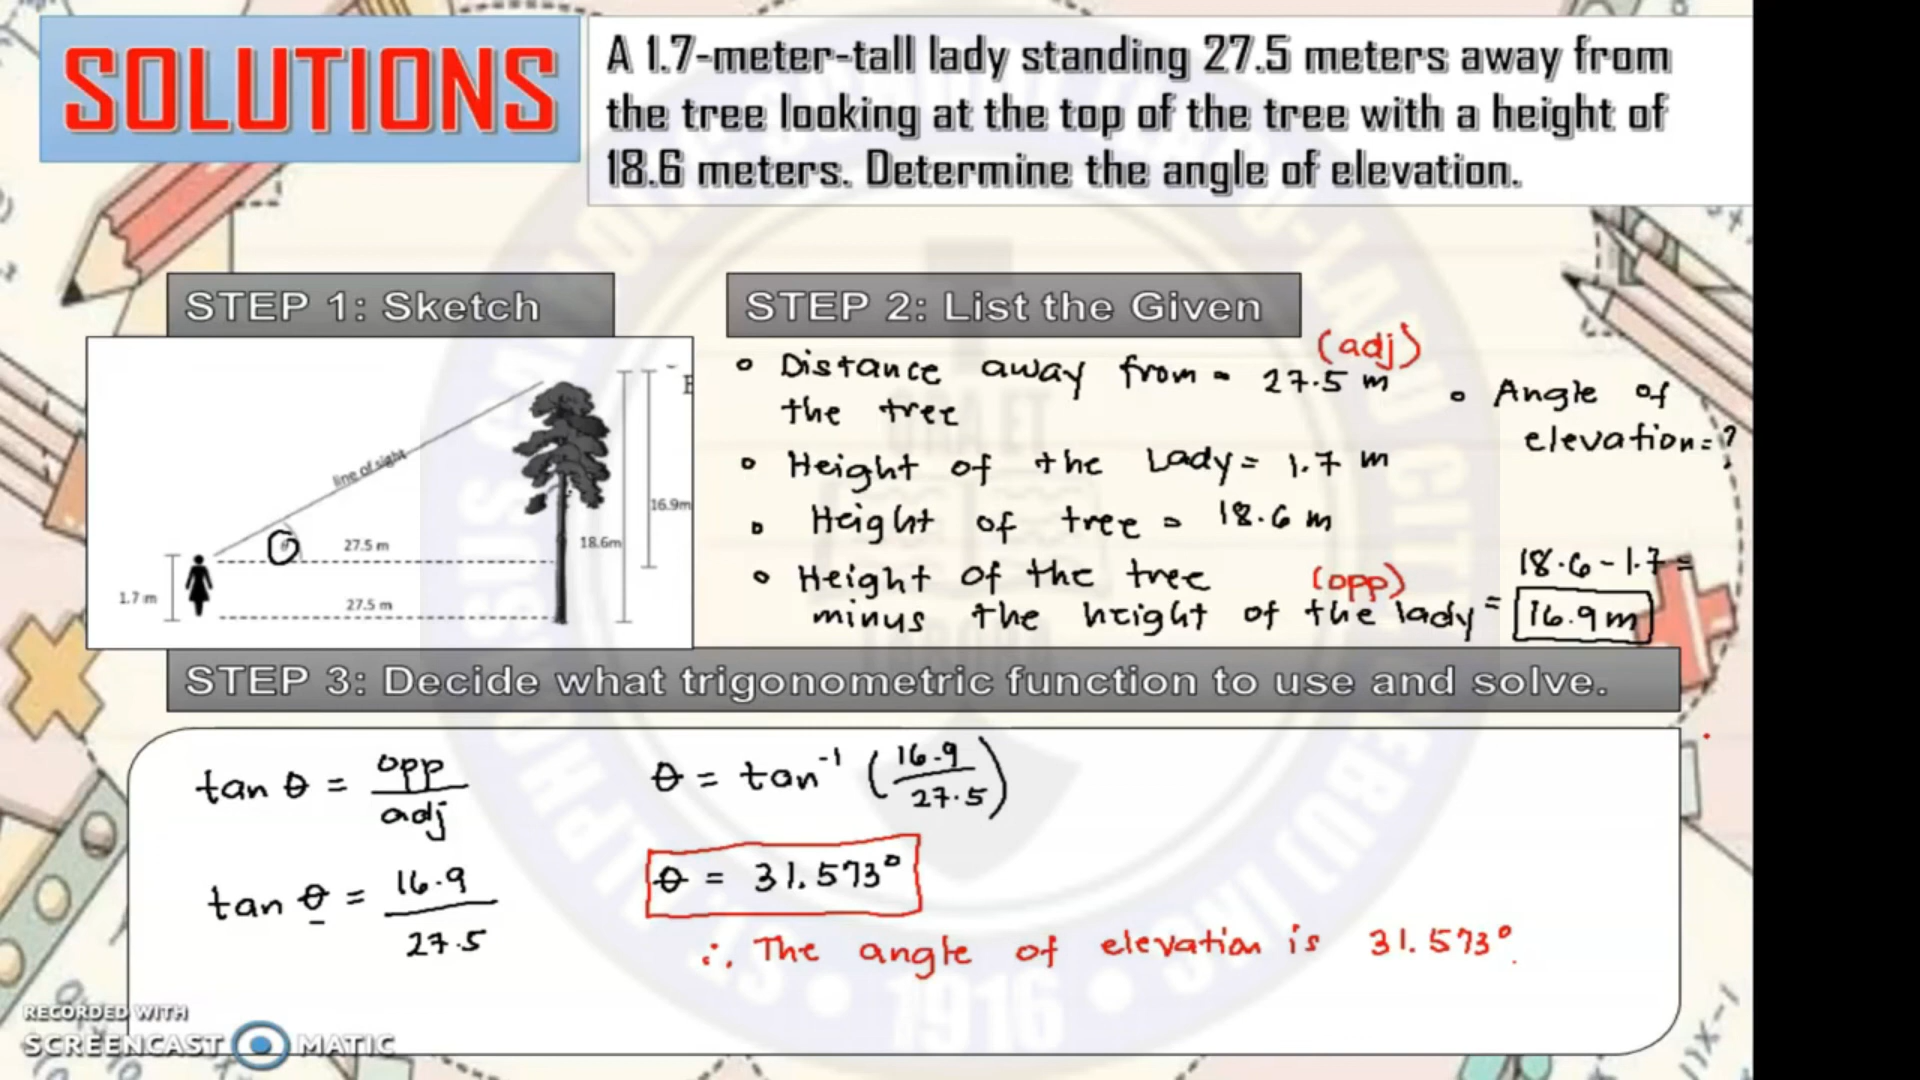 SOLUTIONS
A 1.7-meter-tall lady standing 27.5 meters away from
the tree looking at the top of the tree with a height of
18.6 meters. Determine the angle of elevation.
STEP 1: Sketch
line of sight
27.5 m
27.5 m
1.7 m
18.6m
16.9m
STEP 2: List the Given
(adj)
• Distance away from = 27.5 m
the tree
• Height of the Lady = 1.7 m
• Height of tree = 18.6 m
• Height of the tree (opp)
minus the height of the lady =
18.6 - 1.7 =
16.9 m
• Angle of
elevation = ?
STEP 3: Decide what trigonometric function to use and solve.
tan θ = opp/adj
tan θ = 16.9/27.5
θ = tan⁻¹ (16.9/27.5)
θ = 31.573°
∴ The angle of elevation is 31.573°.
1916
RECORDED WITH
SCREENCAST MATIC